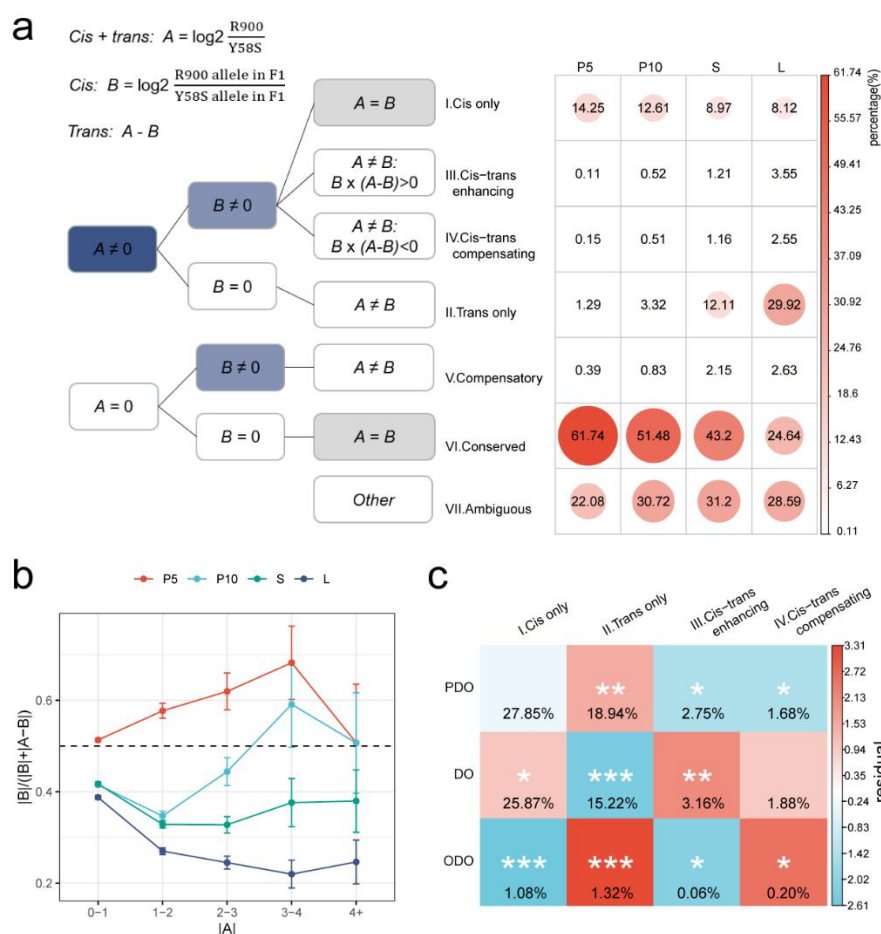 a
Cis + trans: A = log2 R900/Y58S
Cis: B = log2 R900 allele in F1/Y58S allele in F1
Trans: A - B
A ≠ 0
B ≠ 0
B = 0
A = 0
B ≠ 0
B = 0
A = B
A ≠ B:
B x (A-B)>0
A ≠ B:
B x (A-B)<0
A ≠ B
A ≠ B
A = B
Other
P5 P10 S L
I.Cis only 14.25 12.61 8.97 8.12
III.Cis−trans
enhancing 0.11 0.52 1.21 3.55
IV.Cis−trans
compensating 0.15 0.51 1.16 2.55
II.Trans only 1.29 3.32 12.11 29.92
V.Compensatory 0.39 0.83 2.15 2.63
VI.Conserved 61.74 51.48 43.2 24.64
VII.Ambiguous 22.08 30.72 31.2 28.59
percentage(%)
61.74
55.57
49.41
43.25
37.09
30.92
24.76
18.6
12.43
6.27
0.11
b
P5 P10 S L
|B|/(|B|+|A−B|)
0.6
0.4
0.2
0−1 1−2 2−3 3−4 4+
|A|
c
I.Cis only
II.Trans only
III.Cis−trans
enhancing
IV.Cis−trans
compensating
PDO
** * *
27.85% 18.94% 2.75% 1.68%
DO
* *** **
25.87% 15.22% 3.16% 1.88%
ODO
*** *** * *
1.08% 1.32% 0.06% 0.20%
residual
3.31
2.72
2.13
1.53
0.94
0.35
-0.24
-0.83
-1.42
-2.02
-2.61